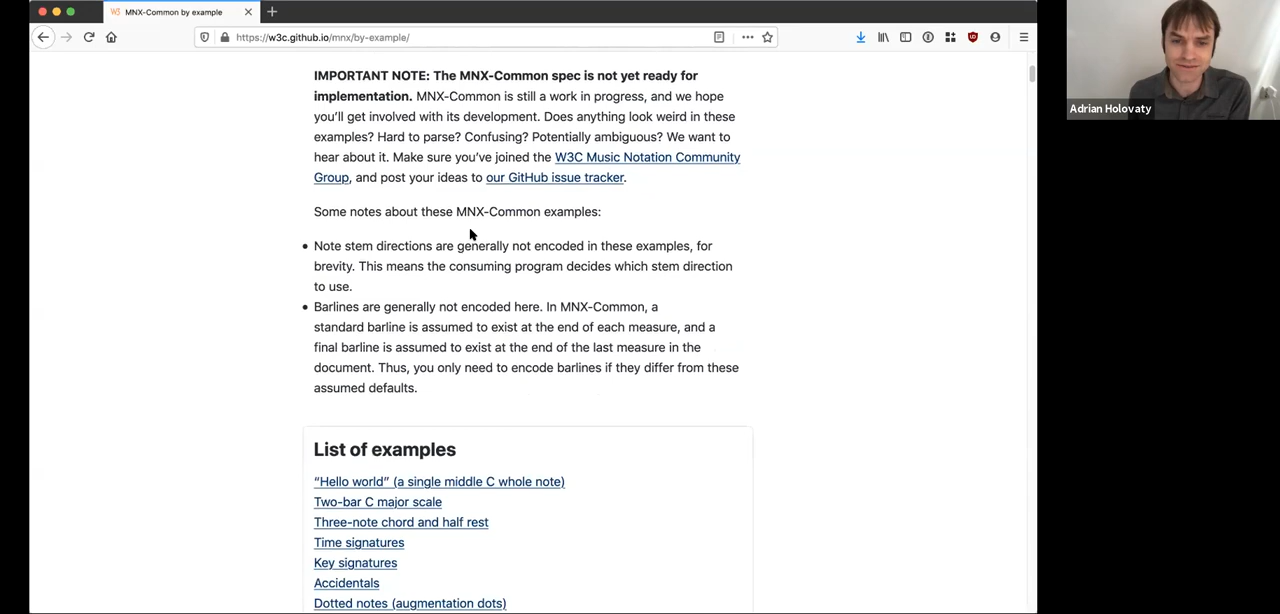 MNX-Common by example
https://w3c.github.io/mnx/by-example/
Adrian Holovaty
IMPORTANT NOTE: The MNX-Common spec is not yet ready for
implementation. MNX-Common is still a work in progress, and we hope
you'll get involved with its development. Does anything look weird in these
examples? Hard to parse? Confusing? Potentially ambiguous? We want to
hear about it. Make sure you've joined the W3C Music Notation Community
Group, and post your ideas to our GitHub issue tracker.
Some notes about these MNX-Common examples:
• Note stem directions are generally not encoded in these examples, for
brevity. This means the consuming program decides which stem direction
to use.
• Barlines are generally not encoded here. In MNX-Common, a
standard barline is assumed to exist at the end of each measure, and a
final barline is assumed to exist at the end of the last measure in the
document. Thus, you only need to encode barlines if they differ from these
assumed defaults.
List of examples
“Hello world” (a single middle C whole note)
Two-bar C major scale
Three-note chord and half rest
Time signatures
Key signatures
Accidentals
Dotted notes (augmentation dots)